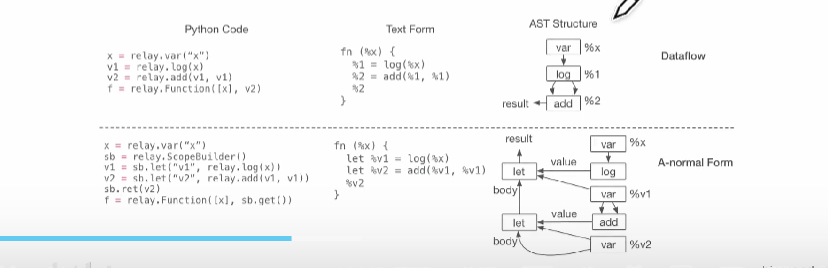 Python Code
Text Form
AST Structure
x = relay.var("x")
v1 = relay.log(x)
v2 = relay.add(v1, v1)
f = relay.Function([x], v2)
fn (%x) {
%1 = log(%x)
%2 = add(%1, %1)
%2
}
var %x
log %1
result add %2
Dataflow
x = relay.var("x")
sb = relay.ScopeBuilder()
v1 = sb.let("v1", relay.log(x))
v2 = sb.let("v2", relay.add(v1, v1))
sb.ret(v2)
f = relay.Function([x], sb.get())
fn (%x) {
let %v1 = log(%x)
let %v2 = add(%v1, %v1)
%v2
}
result
var %x
value
let
log
body
var %v1
value
let
add
body
var %v2
A-normal Form